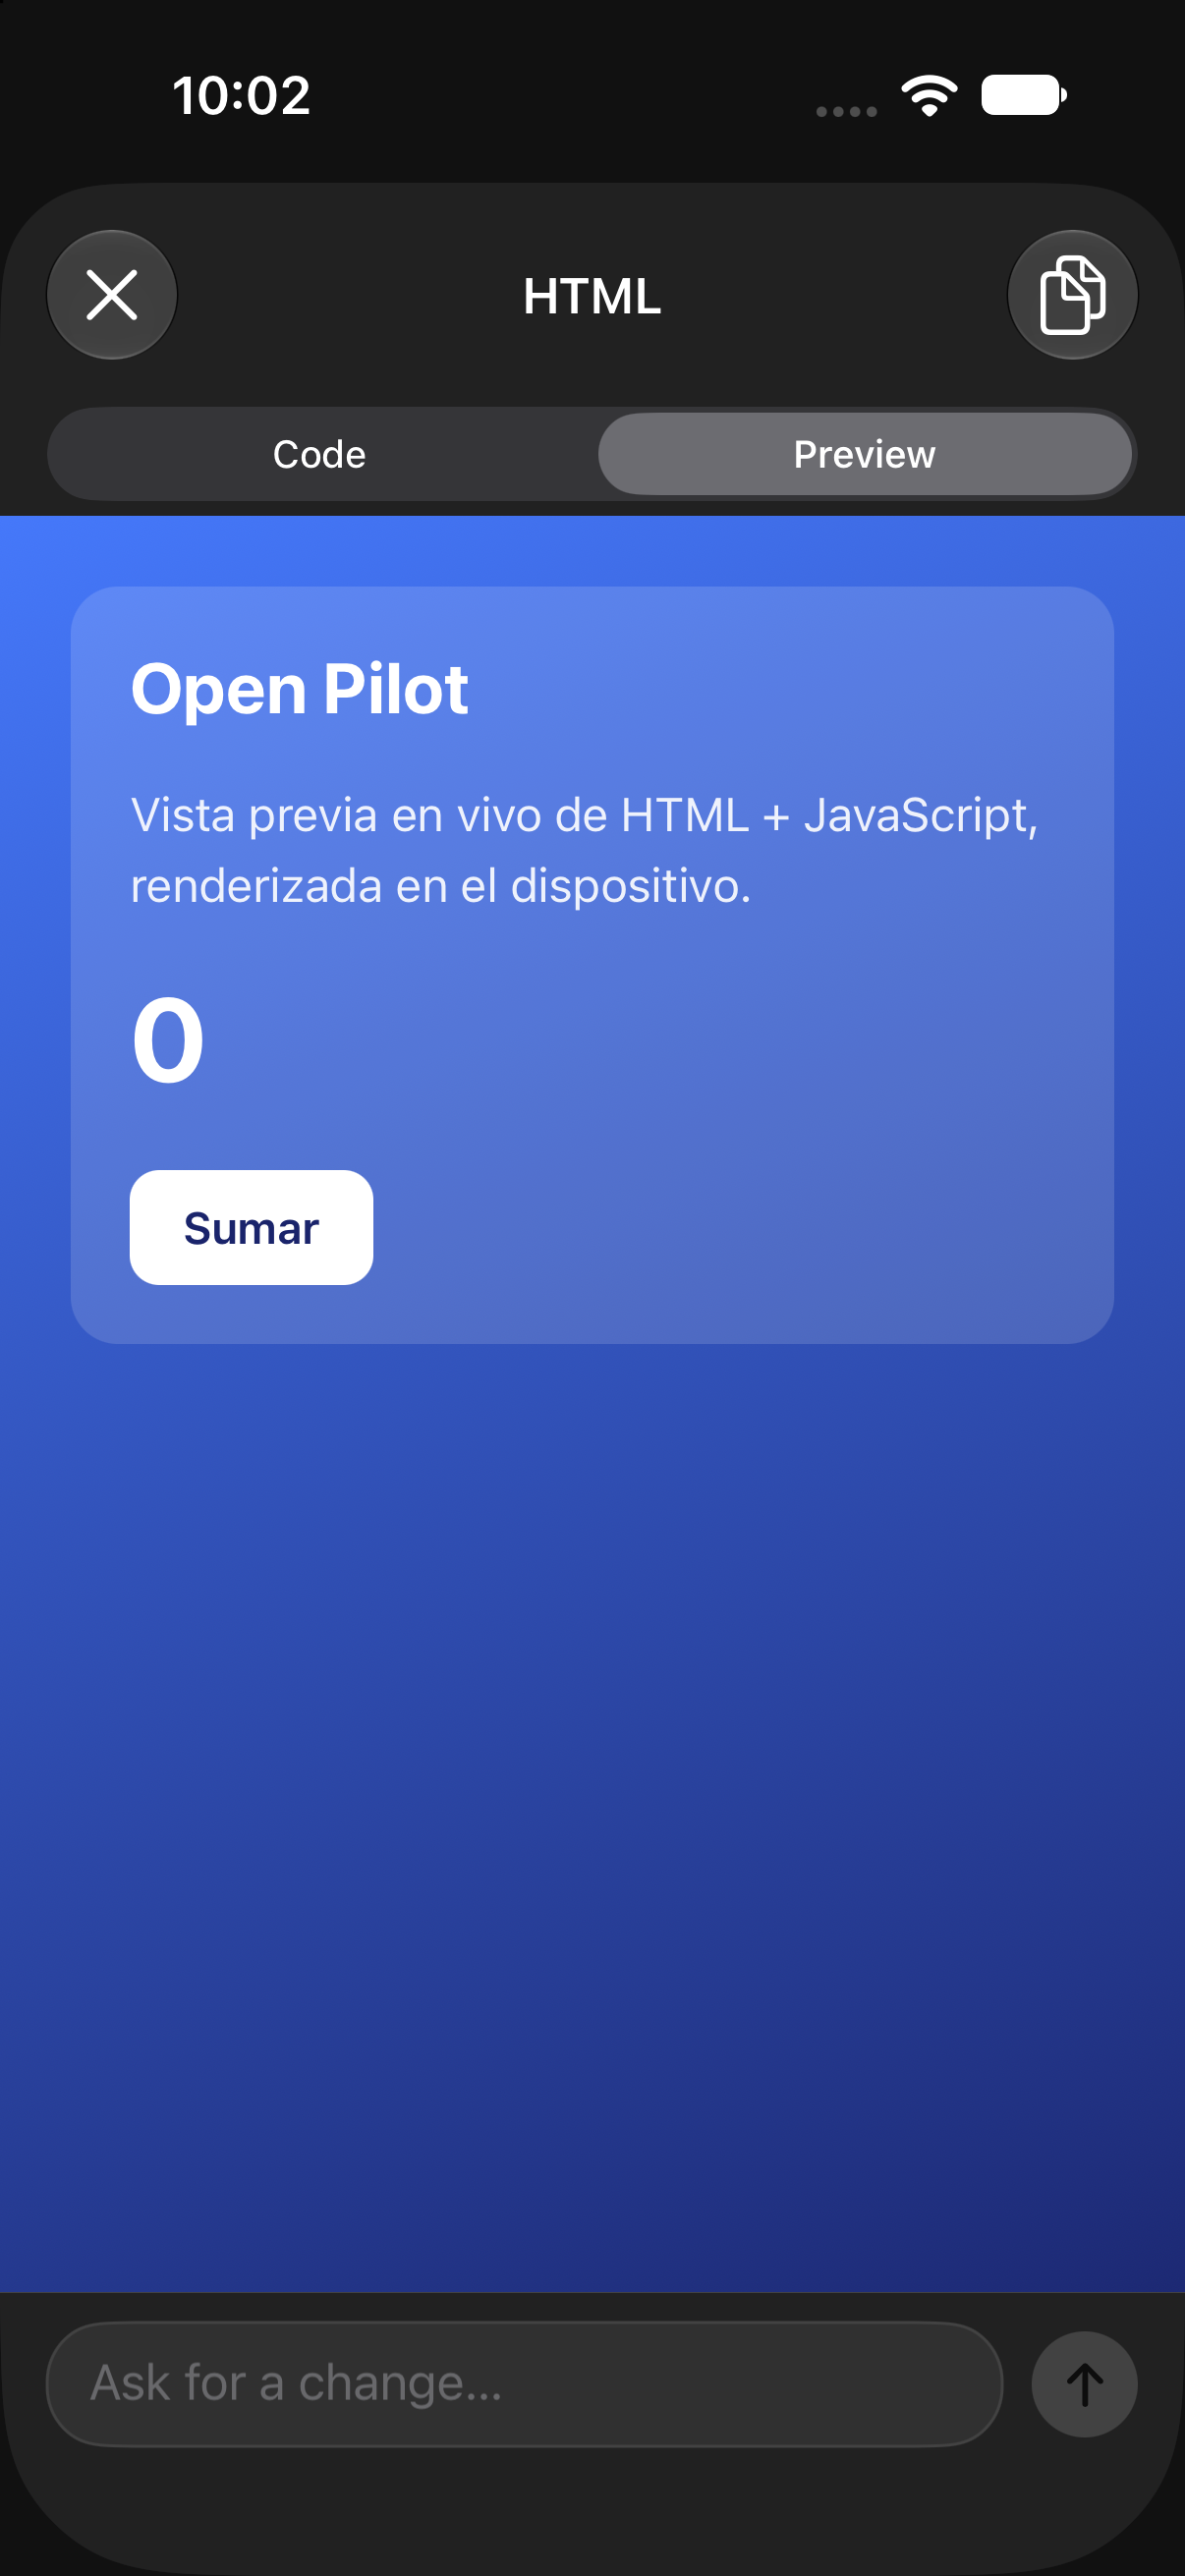 10:02
HTML
Code
Preview
Open Pilot
Vista previa en vivo de HTML + JavaScript,
renderizada en el dispositivo.
0
Sumar
Ask for a change...